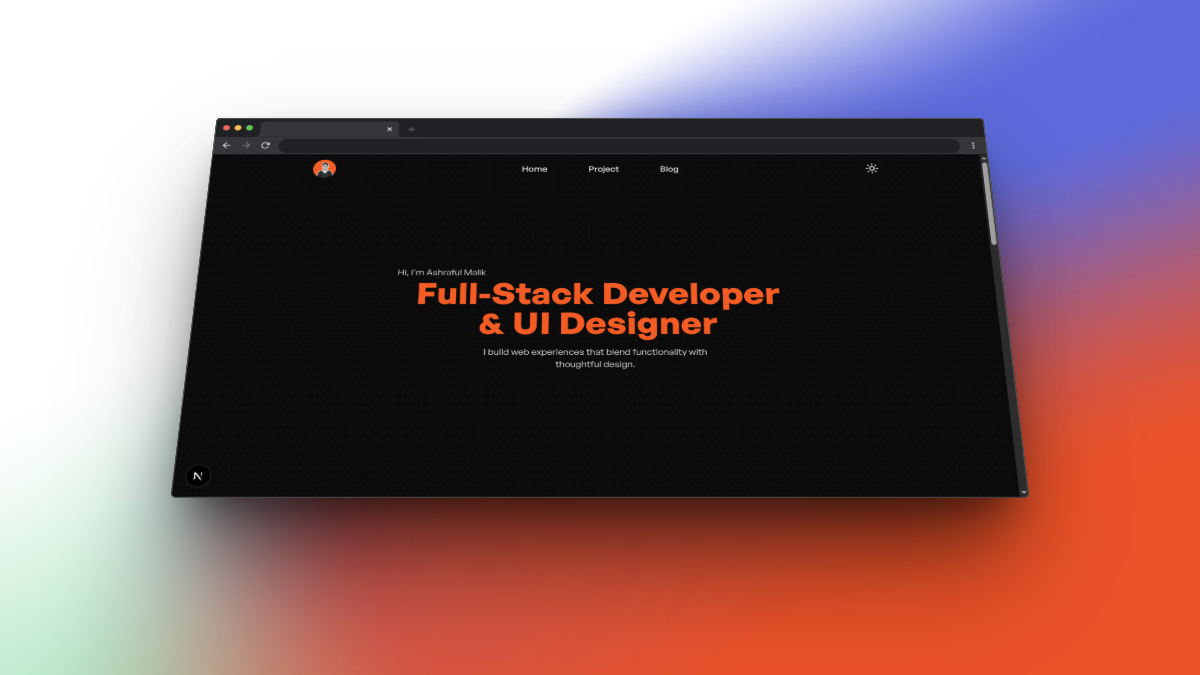 Home Project Blog
Hi, I'm Ashraful Malik
Full-Stack Developer
& UI Designer
I build web experiences that blend functionality with
thoughtful design.
N